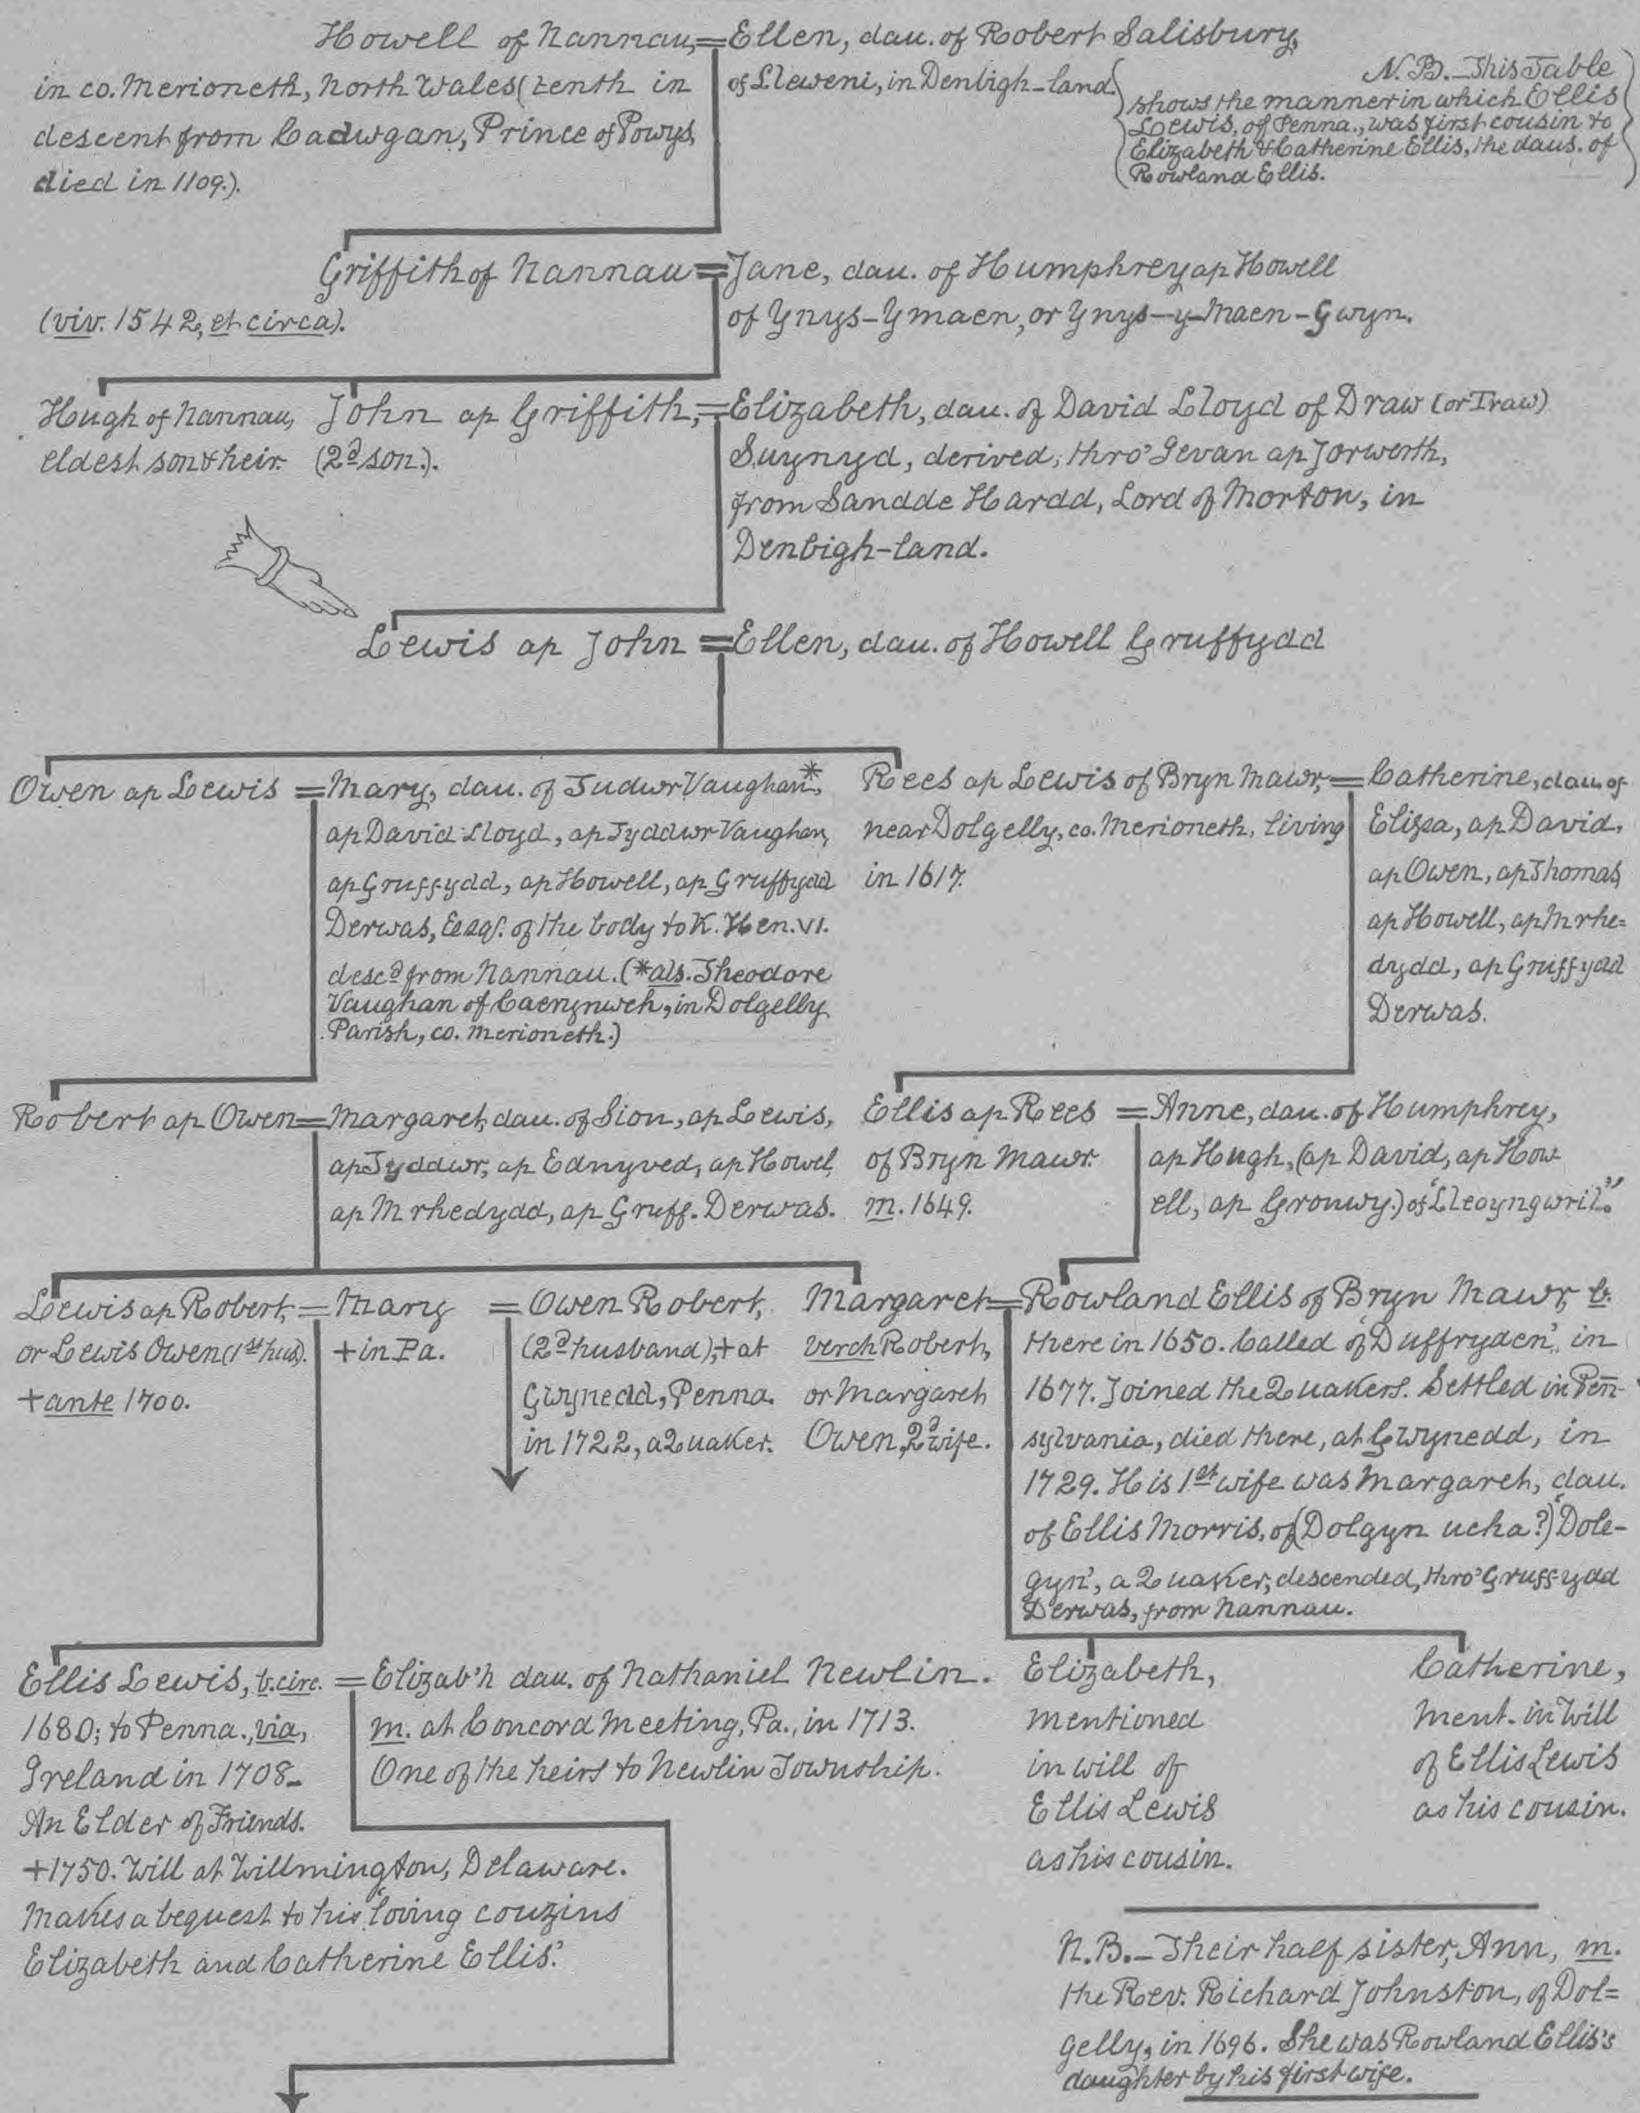 Howell of Nannau,=Ellen, dau. of Robert Salisbury,
in co. Merioneth, North Wales (tenth in
descent from Cadwgan, Prince of Powys,
died in 1109.).
of Lleweni, in Denbigh-land.
N.B.—This Table
shows the manner in which Ellis
Lewis, of Penna., was first cousin to
Elizabeth & Catherine Ellis, the daus. of
Rowland Ellis.
Griffith of Nannau=Jane, dau. of Humphrey ap Howell
(viv. 1542, et circa).
of Ynys-Ymaen, or Ynys-y-Maen-Gwyn.
Hugh of Nannau,
eldest son & heir.
John ap Griffith,=Elizabeth, dau. of David Lloyd of Draw (or Traw)
(2d son.).
Suynyd, derived, thro' Jevan ap Jorwerth,
from Sandde Hardd, Lord of Morton, in
Denbigh-land.
Lewis ap John=Ellen, dau. of Howell Gruffydd
Owen ap Lewis=Mary, dau. of Tudwr Vaughan*,
ap David Lloyd, ap Tyddwr Vaughan,
ap Gruffydd, ap Howell, ap Gruffydd
Derwas, Esqr. of the body to K. Hen. VI.
descd from Nannau. (*als. Theodore
Vaughan of Caerynwch, in Dolgelly
Parish, co. Merioneth.)
Rees ap Lewis of Bryn Mawr,=Catherine, dau. of
near Dolgelly, co. Merioneth, living
in 1617.
Eliza, ap David,
ap Owen, ap Thomas,
ap Howell, ap Mrhe=
dydd, ap Gruffydd
Derwas.
Robert ap Owen=Margaret, dau. of Sion, ap Lewis,
ap Tyddwr, ap Ednyved, ap Howel,
ap Mrhedydd, ap Gruff. Derwas.
Ellis ap Rees=Anne, dau. of Humphrey,
of Bryn Mawr.
m. 1649.
ap Hugh, (ap David, ap How
ell, ap Gronwy.) of "Lleoyngwril."
Lewis ap Robert,=Mary=Owen Robert,
or Lewis Owen (1st hus).
+ ante 1700.
+ in Pa.
(2d husband), + at
Gwynedd, Penna.
in 1722, a Quaker.
Margaret=Rowland Ellis of Bryn Mawr, b.
verch Robert,
or Margaret
Owen, 2d wife.
there in 1650. Called 'of Duffryden', in
1677. Joined the Quakers. Settled in Pen-
sylvania, died there, at Gwynedd, in
1729. His 1st wife was Margaret, dau.
of Ellis Morris, of (Dolgyn ucha?) 'Dole-
gyn', a Quaker, descended, thro' Gruffydd
Derwas, from Nannau.
Ellis Lewis, b. circ.=Elizab'h dau. of Nathaniel Newlin.
1680; to Penna., via,
Ireland in 1708-
An Elder of Friends.
+1750. Will at Willmington, Delaware.
Makes a bequest to his 'loving couzins
Elizabeth and Catherine Ellis'.
m. at Concord Meeting, Pa., in 1713.
One of the heirs to Newlin Township.
Elizabeth,
mentioned
in will of
Ellis Lewis
as his cousin.
Catherine,
ment. in Will
of Ellis Lewis
as his cousin.
N.B.—Their half sister, Ann, m.
the Rev. Richard Johnston, of Dol=
gelly, in 1696. She was Rowland Ellis's
daughter by his first wife.